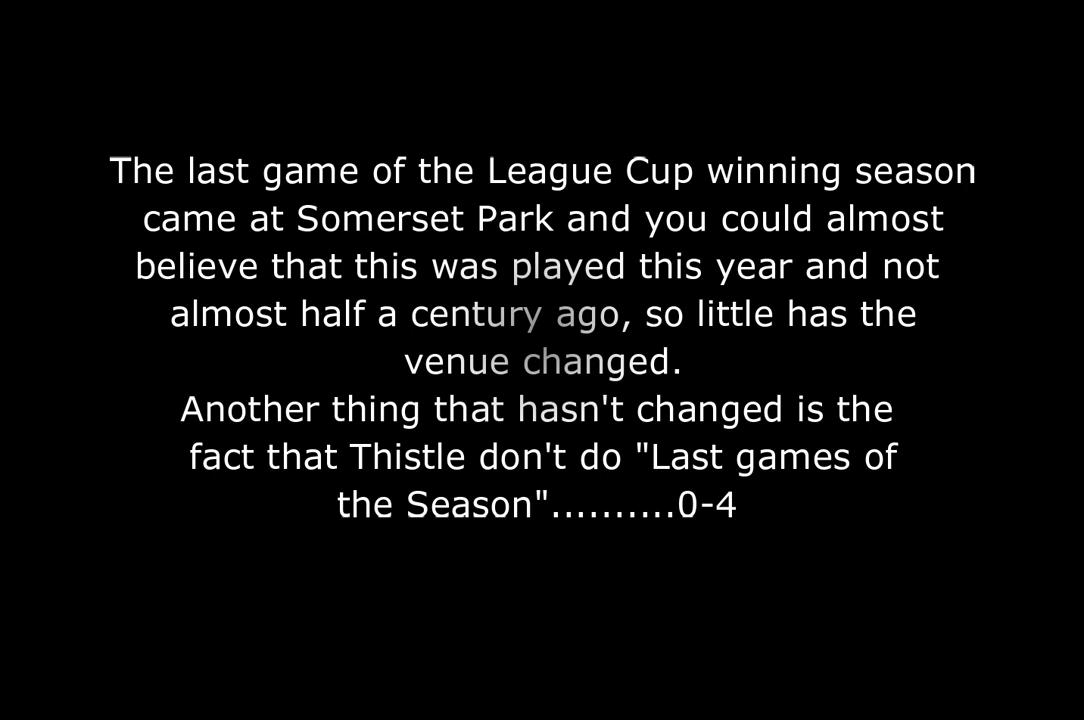 The last game of the League Cup winning season
came at Somerset Park and you could almost
believe that this was played this year and not
almost half a century ago, so little has the
venue changed.
Another thing that hasn't changed is the
fact that Thistle don't do "Last games of
the Season"..........0-4